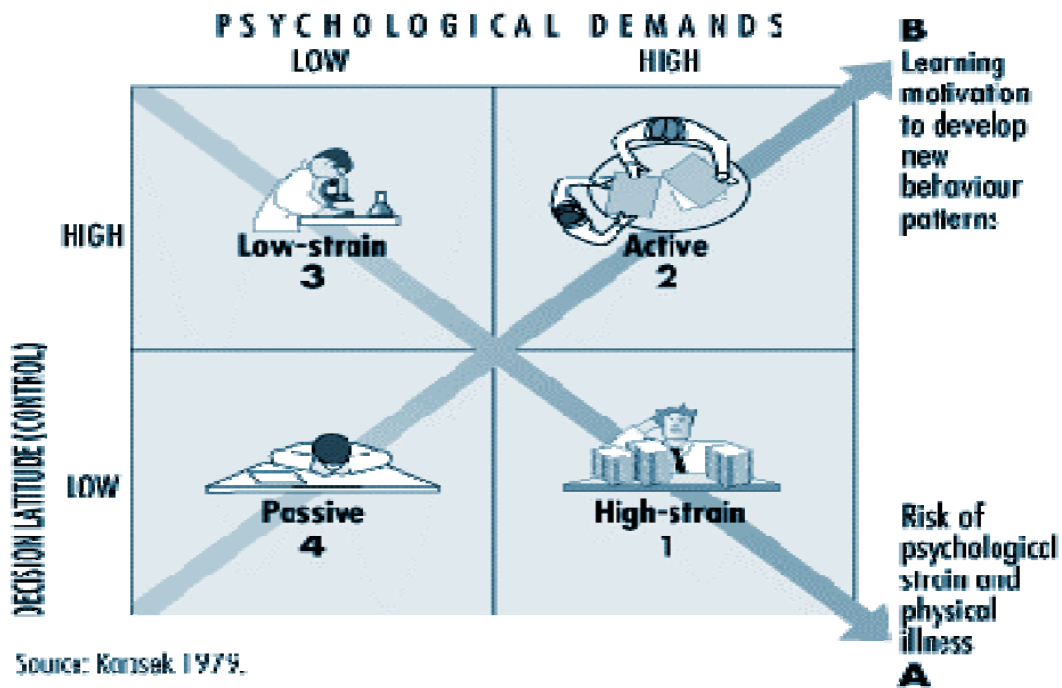 PSYCHOLOGICAL DEMANDS
LOW
HIGH
B
Learning
motivation
to develop
new
behaviour
patterns
HIGH
Low-strain
3
Active
2
DECISION LATITUDE (CONTROL)
LOW
Passive
4
High-strain
1
Risk of
psychological
strain and
physical
illness
A
Source: Karasek 1979.